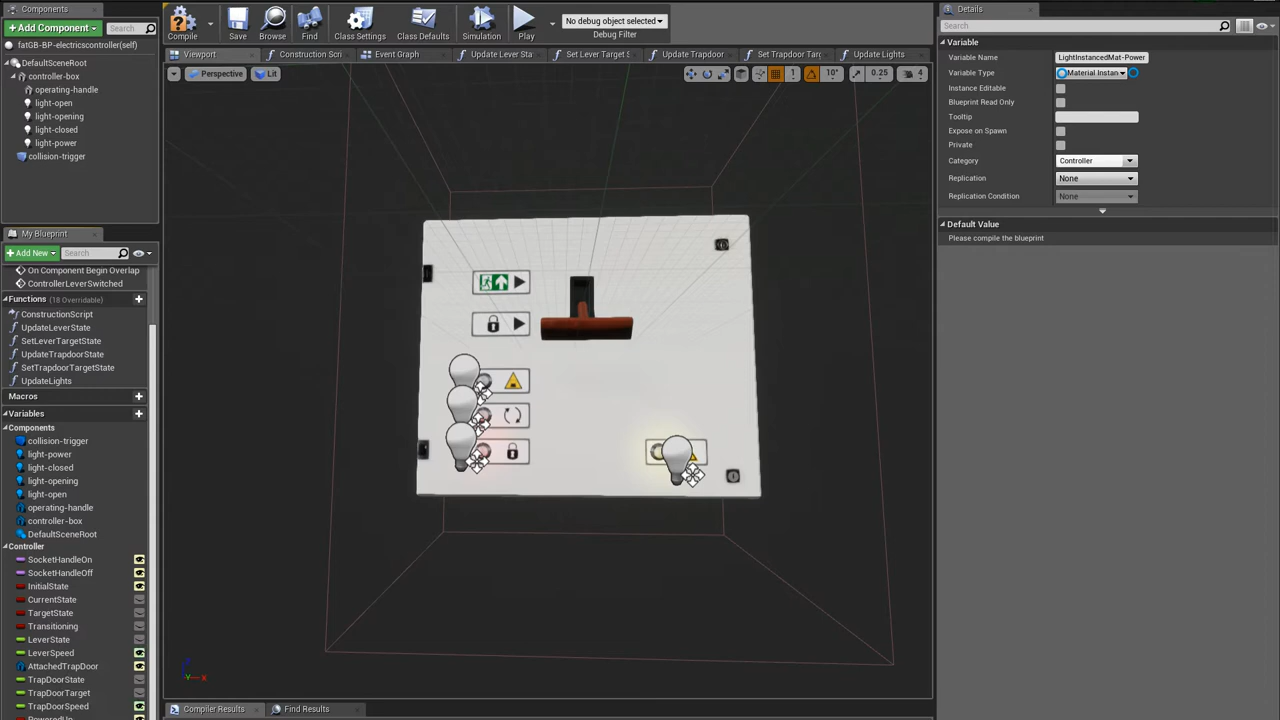 Components
Add Component
Search
fatGB-BP-electricscontroller(self)
DefaultSceneRoot
controller-box
operating-handle
light-open
light-opening
light-closed
light-power
collision-trigger
My Blueprint
Add New
Search
On Component Begin Overlap
ControllerLeverSwitched
Functions (18 Overridable)
ConstructionScript
UpdateLeverState
SetLeverTargetState
UpdateTrapdoorState
SetTrapdoorTargetState
UpdateLights
Macros
Variables
Components
collision-trigger
light-power
light-closed
light-opening
light-open
operating-handle
controller-box
DefaultSceneRoot
Controller
SocketHandleOn
SocketHandleOff
InitialState
CurrentState
TargetState
Transitioning
LeverState
LeverSpeed
AttachedTrapDoor
TrapDoorState
TrapDoorTarget
TrapDoorSpeed
Compile
Save
Browse
Find
Class Settings
Class Defaults
Simulation
Play
No debug object selected
Debug Filter
Viewport
Construction Scri
Event Graph
Update Lever Sta
Set Lever Target S
Update Trapdoor
Set Trapdoor Targ
Update Lights
Perspective
Lit
10°
0.25
4
Z
Y
X
Compiler Results
Find Results
Details
Search
Variable
Variable Name LightInstancedMat-Power
Variable Type Material Instan
Instance Editable
Blueprint Read Only
Tooltip
Expose on Spawn
Private
Category Controller
Replication None
Replication Condition None
Default Value
Please compile the blueprint